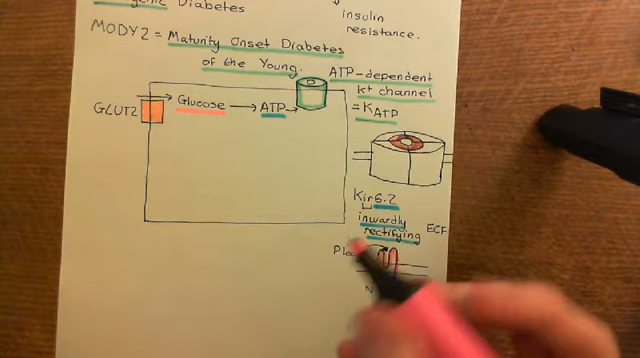 Diabetes
insulin
resistance.
MODY2 = Maturity Onset Diabetes
of the Young.
ATP-dependent
K+ channel
= KATP
GLUT2
Glucose → ATP →
Kir6.2
inwardly
rectifying
ECF